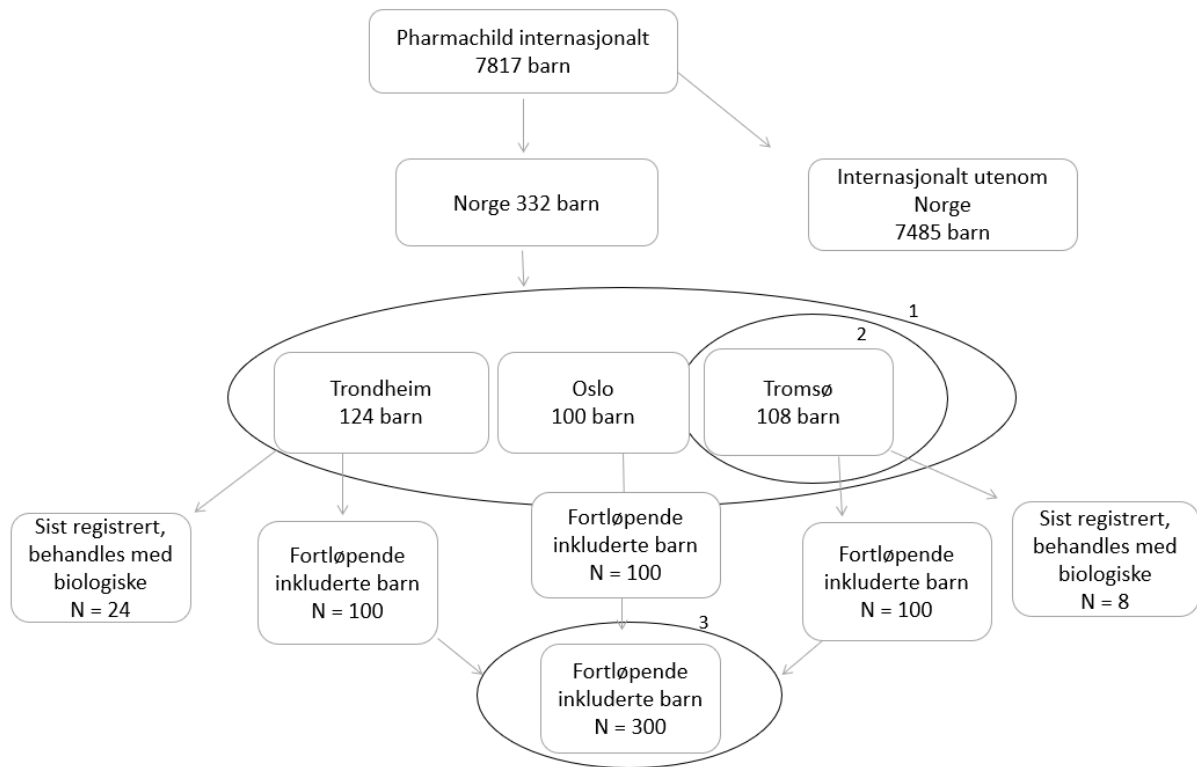 Pharmachild internasjonalt
7817 barn
Norge 332 barn
Internasjonalt utenom
Norge
7485 barn
1
2
Trondheim
124 barn
Oslo
100 barn
Tromsø
108 barn
Sist registrert,
behandles med
biologiske
N = 24
Fortløpende
inkluderte barn
N = 100
Fortløpende
inkluderte barn
N = 100
Fortløpende
inkluderte barn
N = 100
Sist registrert,
behandles med
biologiske
N = 8
3
Fortløpende
inkluderte barn
N = 300